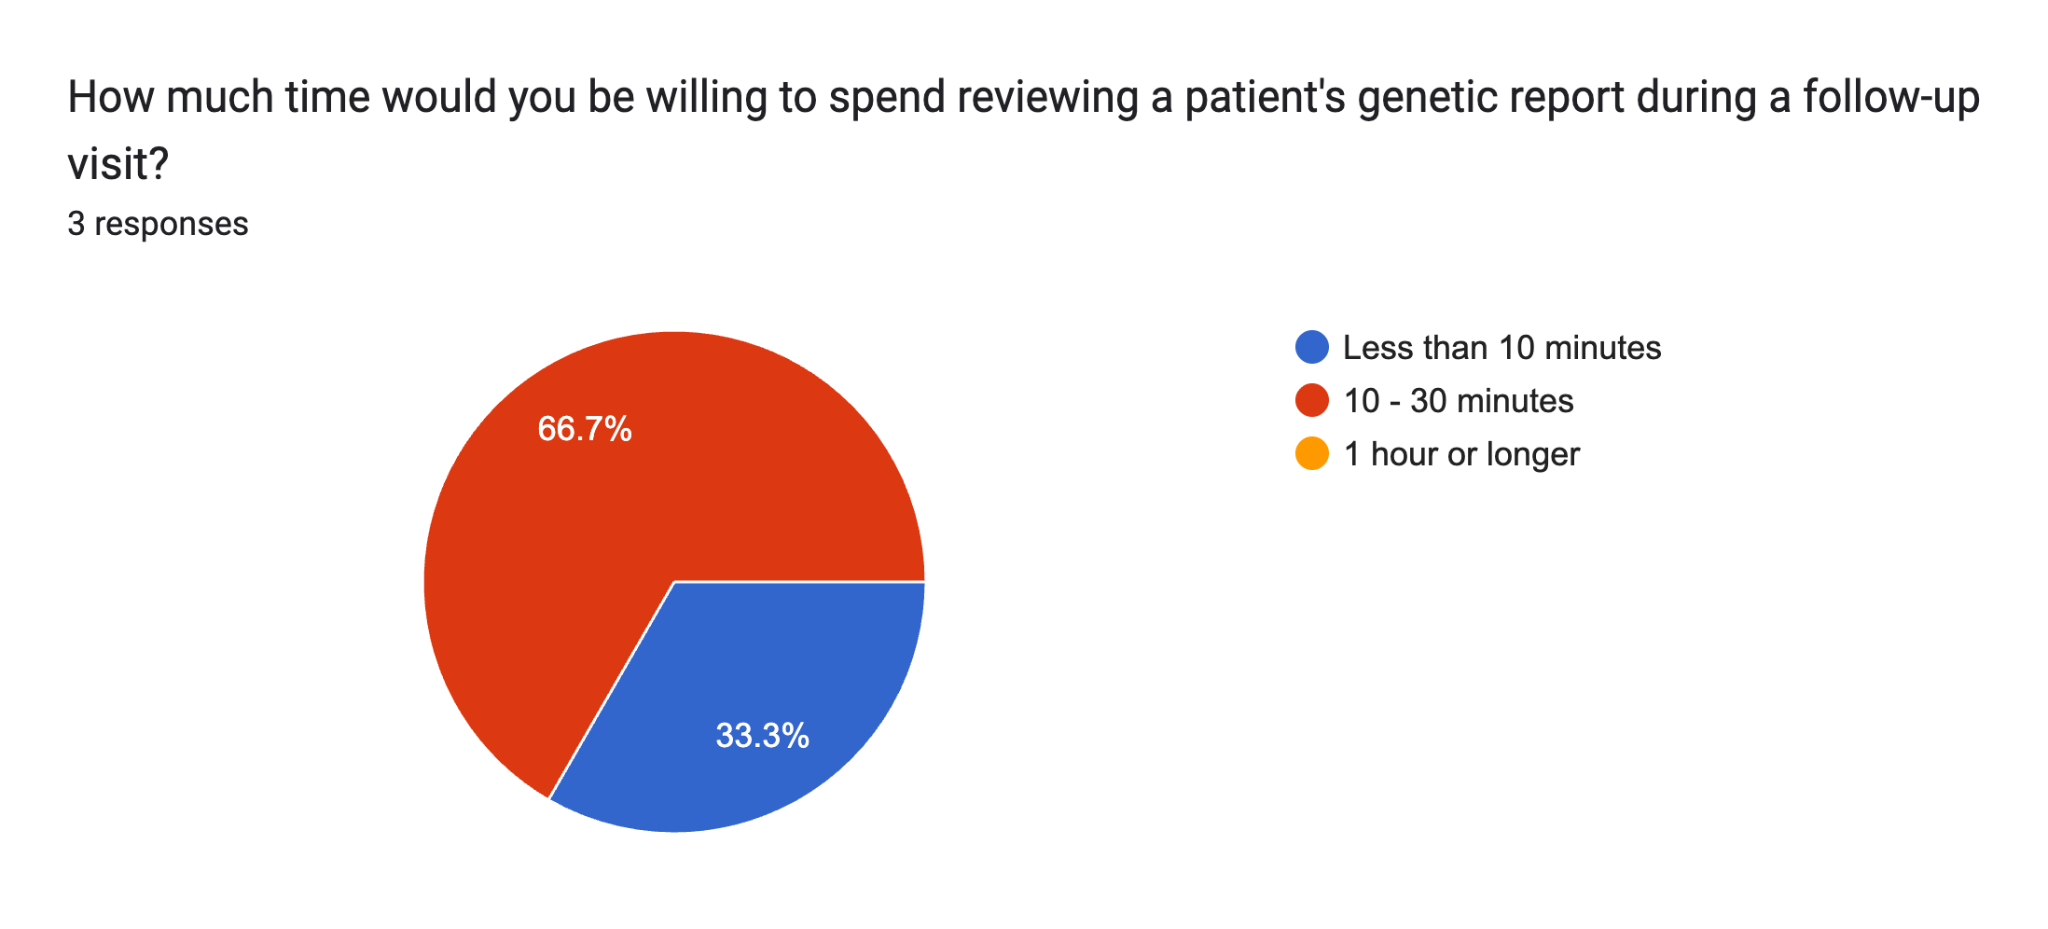 How much time would you be willing to spend reviewing a patient's genetic report during a follow-up
visit?
3 responses
66.7%
33.3%
Less than 10 minutes
10 - 30 minutes
1 hour or longer